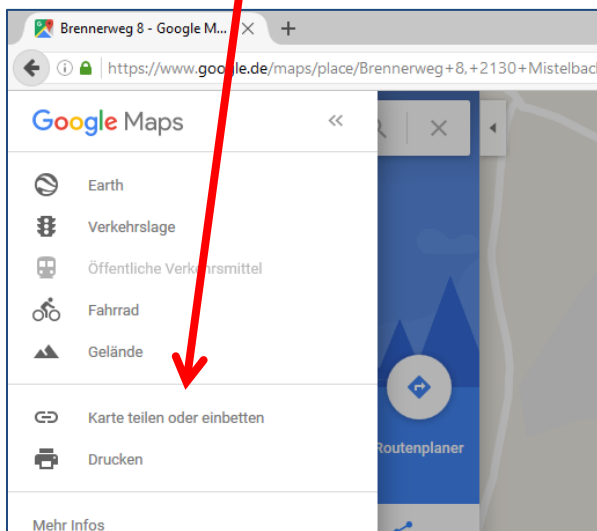 Brennerweg 8 - Google M...
https://www.google.de/maps/place/Brennerweg+8,+2130+Mistelbac
Google Maps
Earth
Verkehrslage
Öffentliche Verkehrsmittel
Fahrrad
Gelände
Karte teilen oder einbetten
Drucken
Routenplaner
Mehr Infos